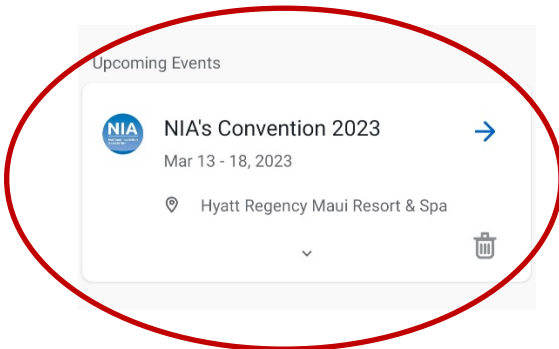 Upcoming Events
NIA
NIA's Convention 2023
Mar 13 - 18, 2023
Hyatt Regency Maui Resort & Spa